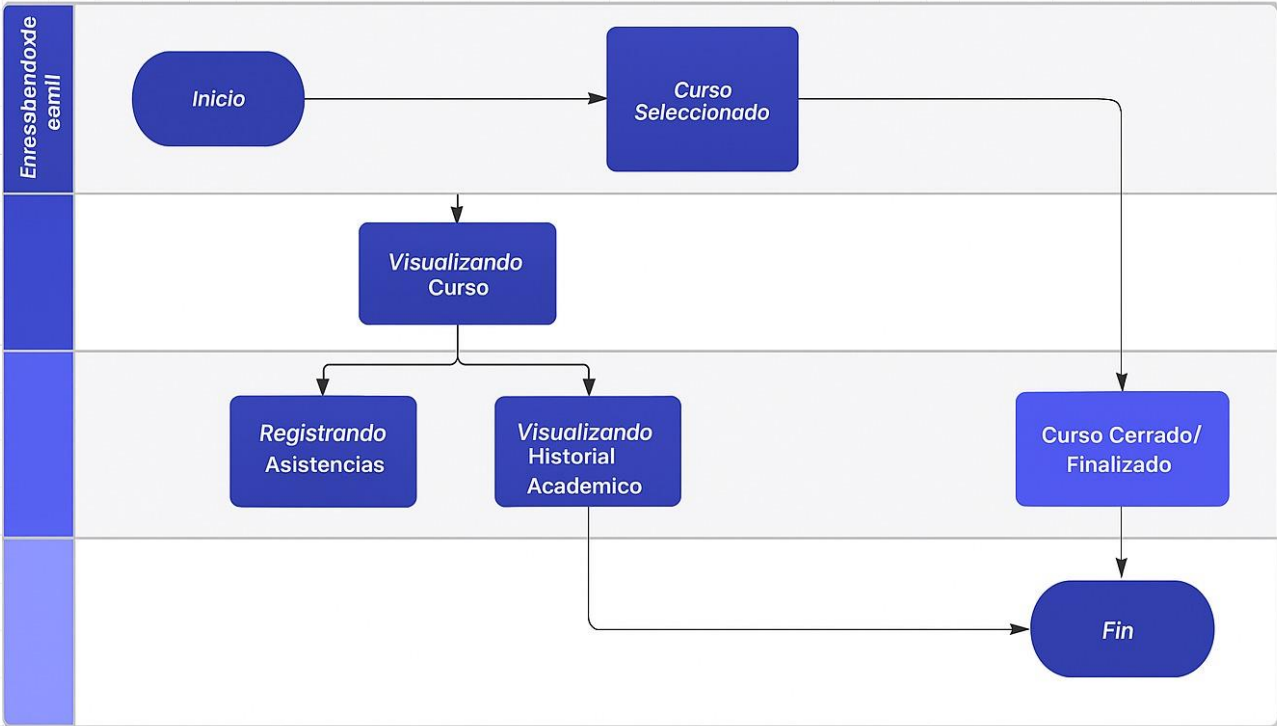 Enressbendoxde
eamll
Inicio
Curso
Seleccionado
Visualizando
Curso
Registrando
Asistencias
Visualizando
Historial
Academico
Curso Cerrado/
Finalizado
Fin